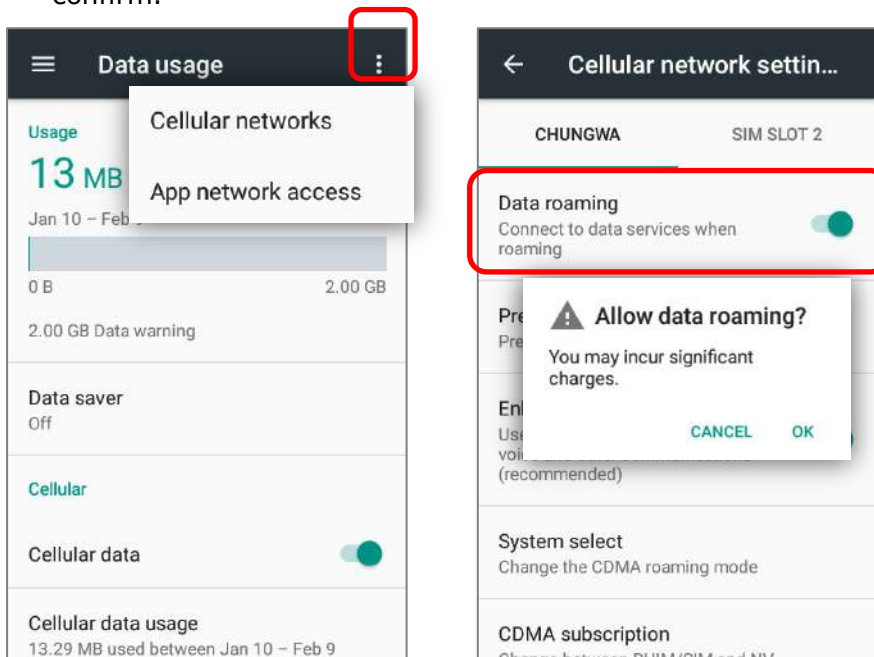 confirm.
Data usage
Cellular networks
App network access
Usage
13 MB
Jan 10 – Feb
0 B 2.00 GB
2.00 GB Data warning
Data saver
Off
Cellular
Cellular data
Cellular data usage
13.29 MB used between Jan 10 – Feb 9
Cellular network settin...
CHUNGWA SIM SLOT 2
Data roaming
Connect to data services when
roaming
Allow data roaming?
You may incur significant
charges.
CANCEL OK
(recommended)
System select
Change the CDMA roaming mode
CDMA subscription